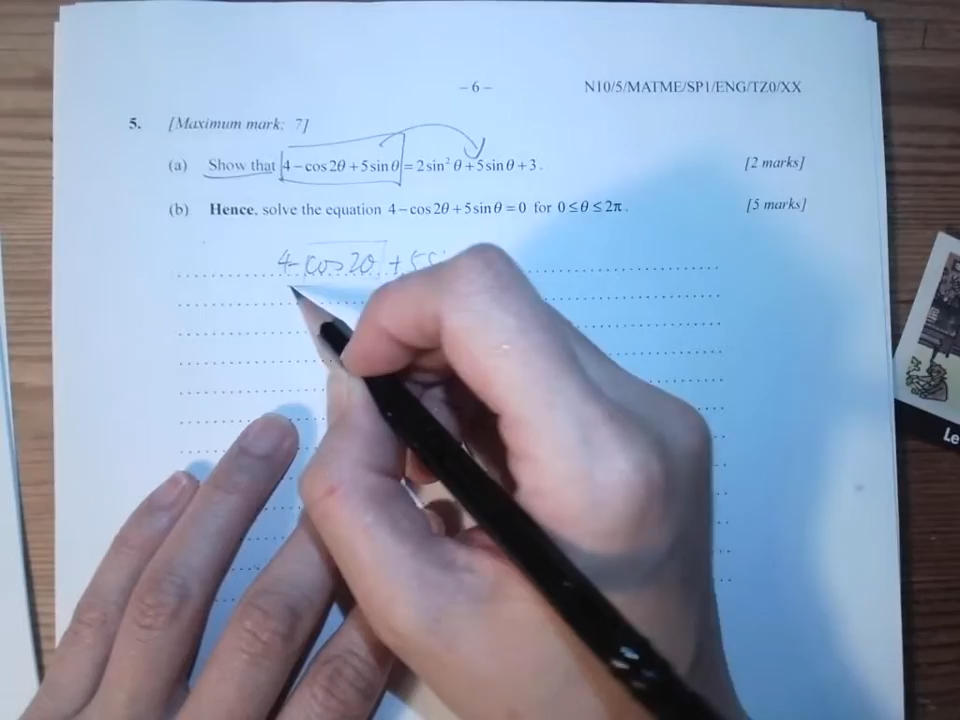 – 6 –
N10/5/MATME/SP1/ENG/TZ0/XX
5. [Maximum mark: 7]
(a) Show that 4 − cos 2θ + 5 sin θ = 2 sin² θ + 5 sin θ + 3 . [2 marks]
(b) Hence, solve the equation 4 − cos 2θ + 5 sin θ = 0 for 0 ≤ θ ≤ 2π . [5 marks]
4 - cos 2θ + 5s
Le